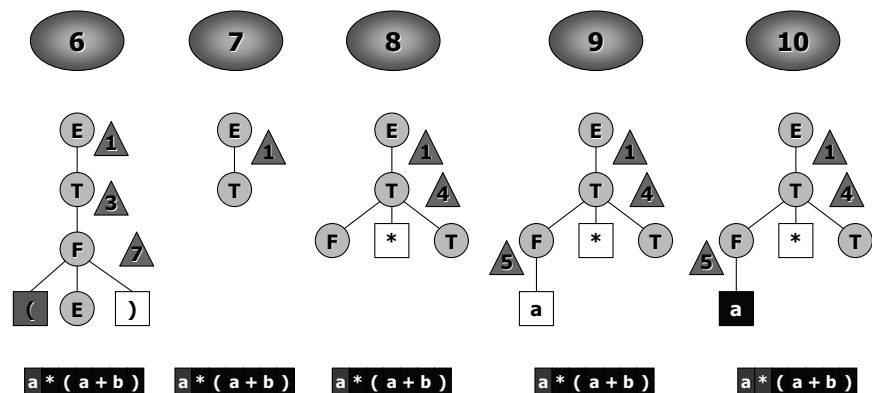 6 7 8 9 10
E 1 E 1 E 1 E 1 E 1
T 3 T T 4 T 4 T 4
F 7 F * T F * T F * T
5 5
( E ) a a
a * ( a + b ) a * ( a + b ) a * ( a + b ) a * ( a + b ) a * ( a + b )